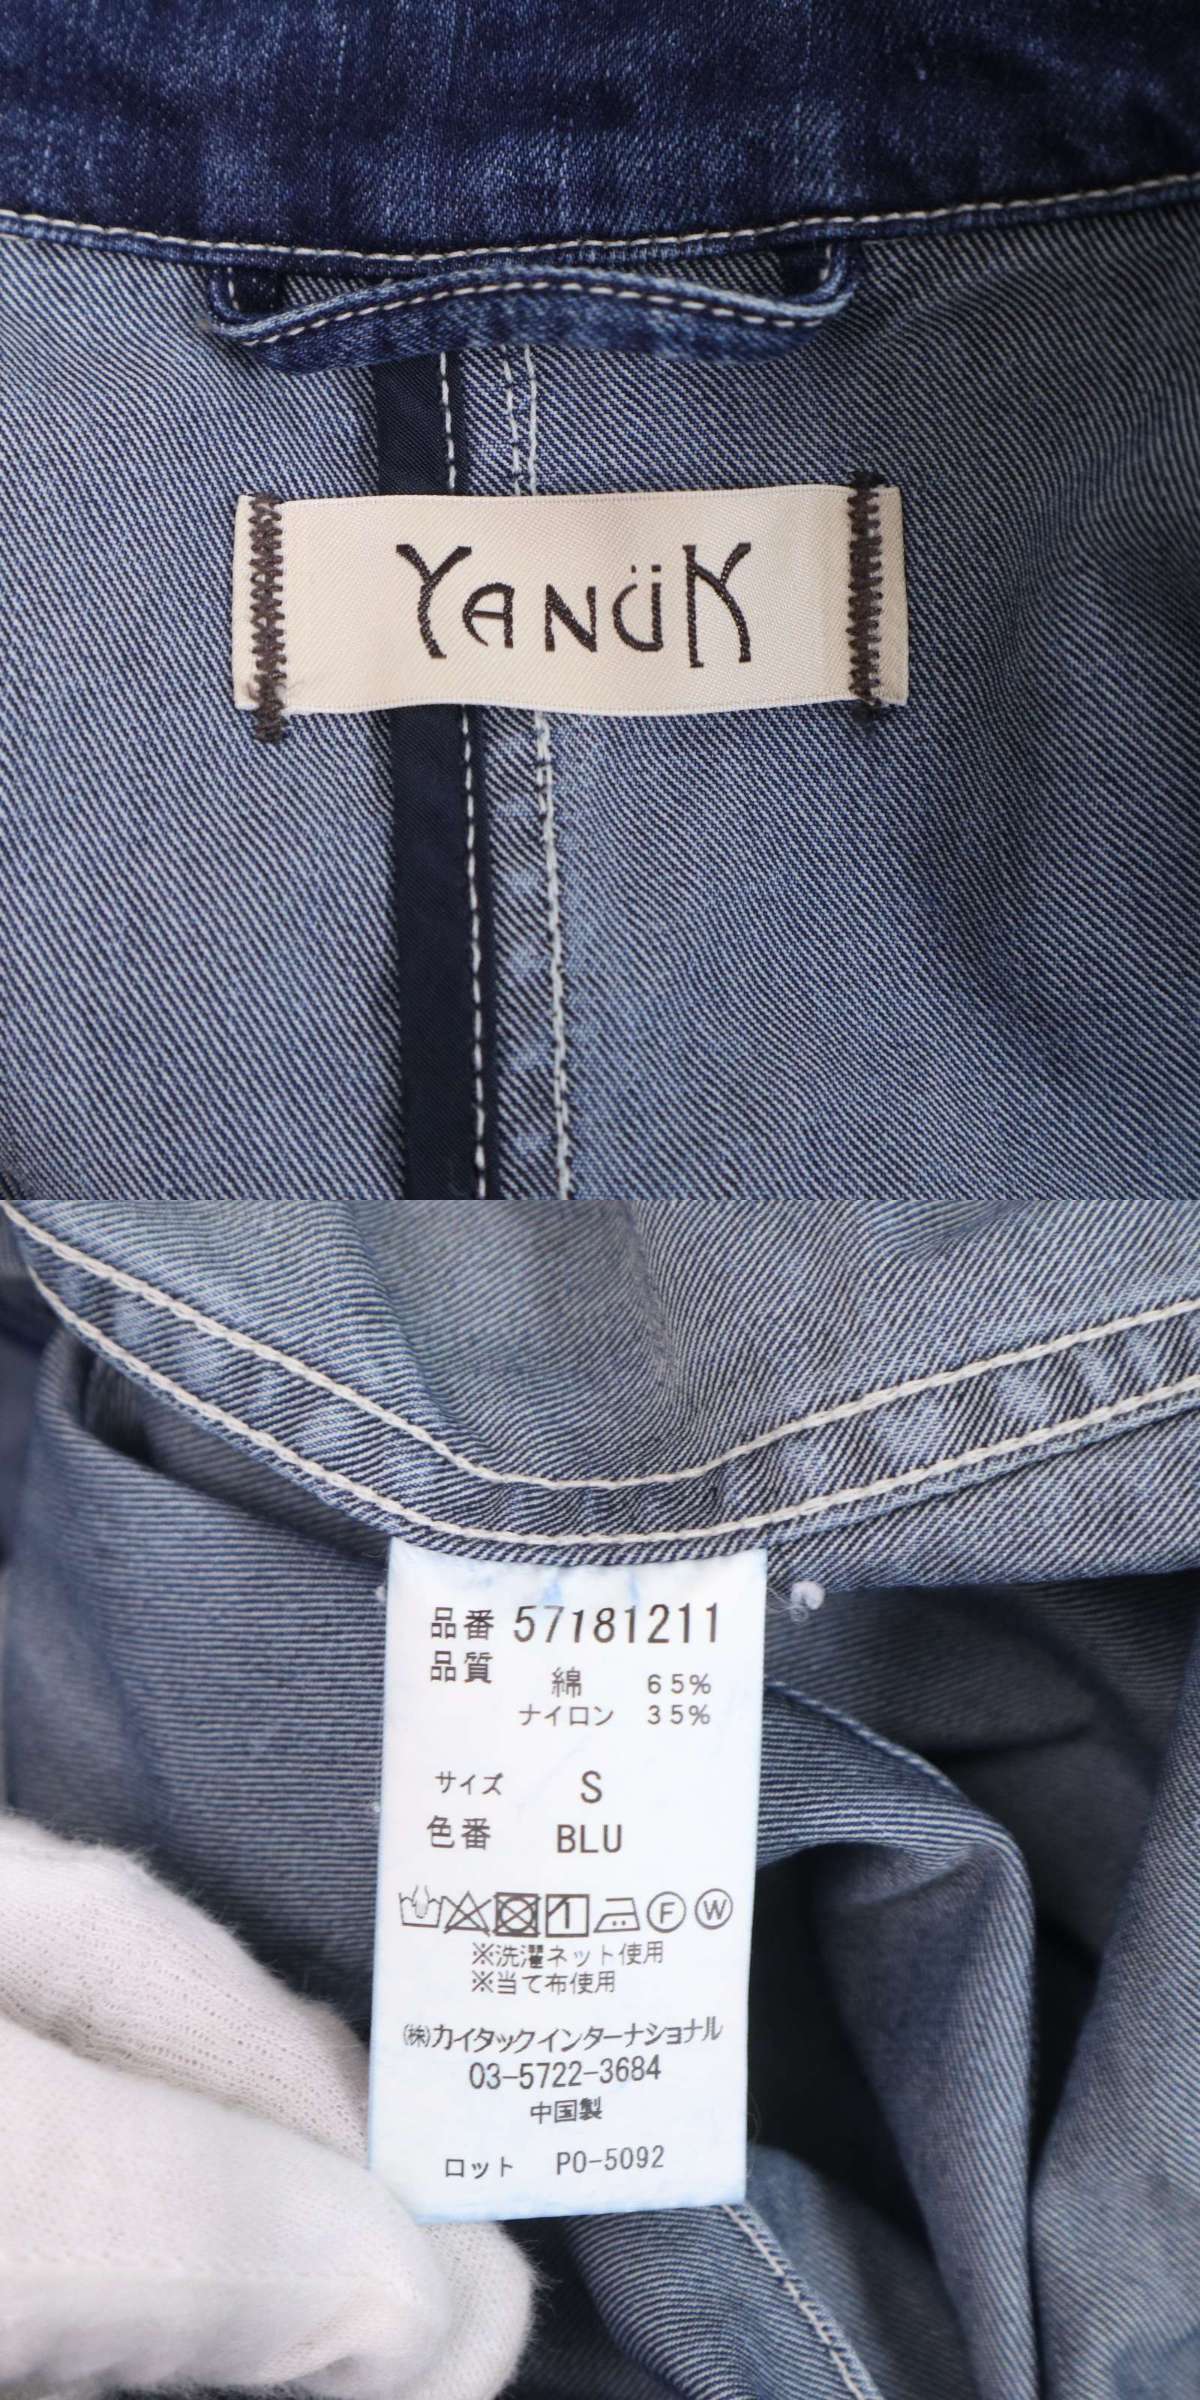 YANÜK
品番 57181211
品質 綿 65%
ナイロン 35%
サイズ S
色番 BLU
F W
※洗濯ネット使用
※当て布使用
(株)カイタックインターナショナル
03-5722-3684
中国製
ロット PO-5092